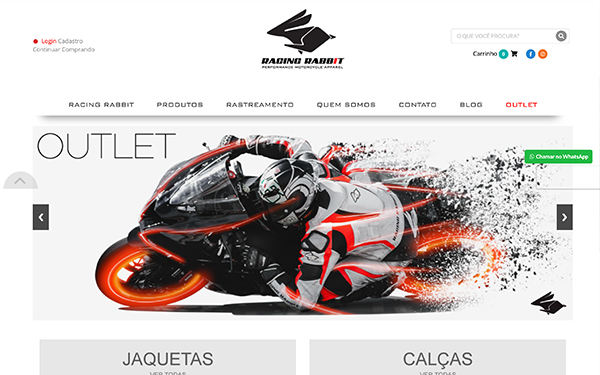 Login Cadastro
Continuar Comprando
RACING RABBIT
PERFORMANCE MOTORCYCLE APPAREL
O QUE VOCÊ PROCURA?
Carrinho 0
RACING RABBIT PRODUTOS RASTREAMENTO QUEM SOMOS CONTATO BLOG OUTLET
OUTLET
Chamar no WhatsApp
JAQUETAS
VER TODAS
CALÇAS
VER TODAS